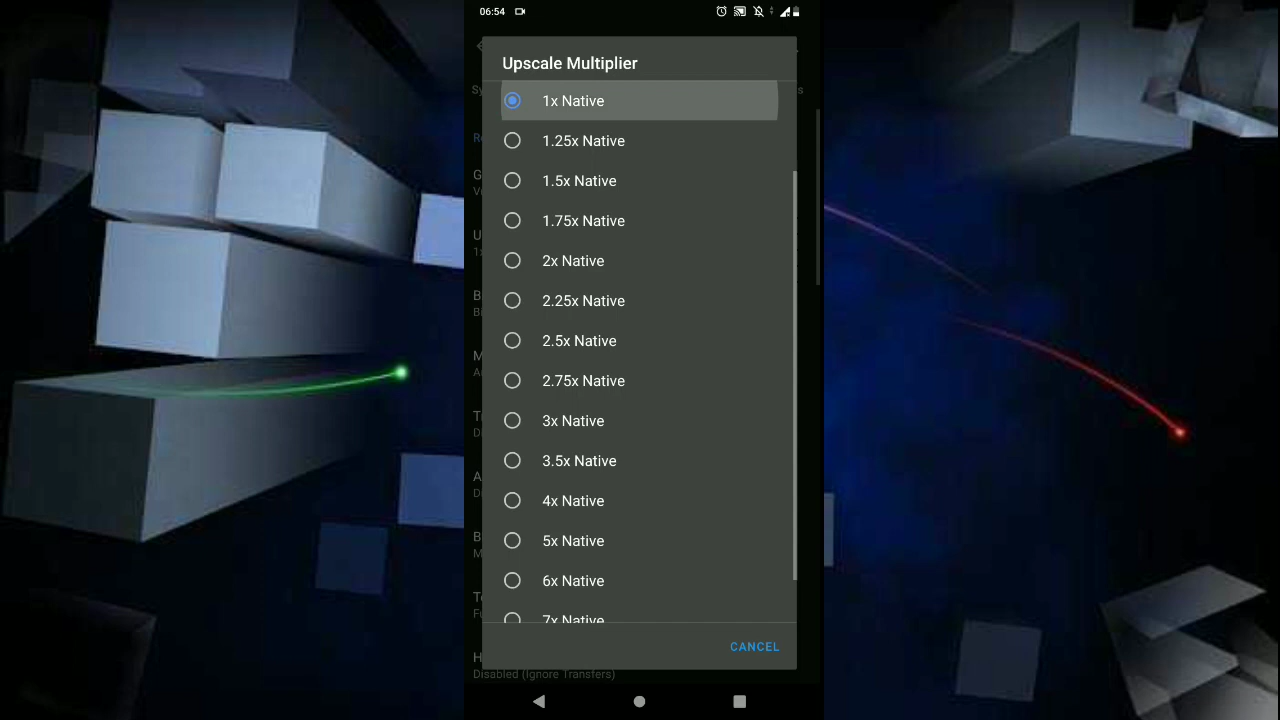 06:54
Upscale Multiplier
1x Native
1.25x Native
1.5x Native
1.75x Native
2x Native
2.25x Native
2.5x Native
2.75x Native
3x Native
3.5x Native
4x Native
5x Native
6x Native
7x Native
CANCEL
Disabled (Ignore Transfers)